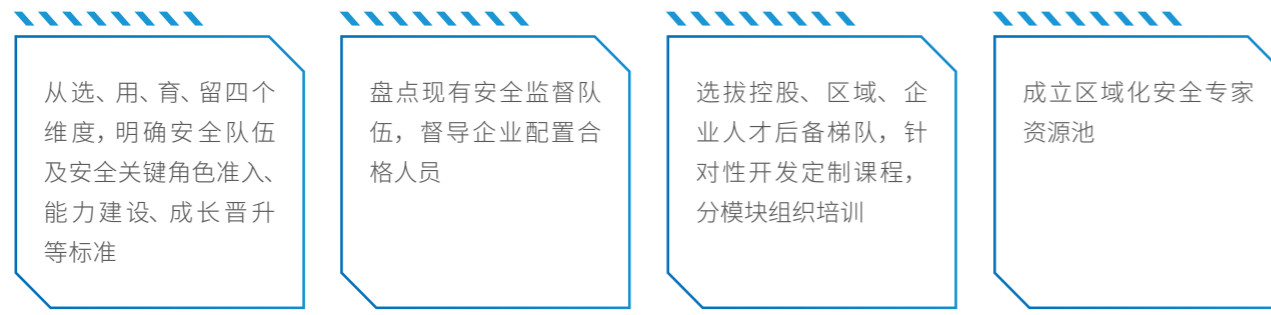 从选、用、育、留四个
维度，明确安全队伍
及安全关键角色准入、
能力建设、成长晋升
等标准
盘点现有安全监督队
伍，督导企业配置合
格人员
选拔控股、区域、企
业人才后备梯队，针
对性开发定制课程，
分模块组织培训
成立区域化安全专家
资源池